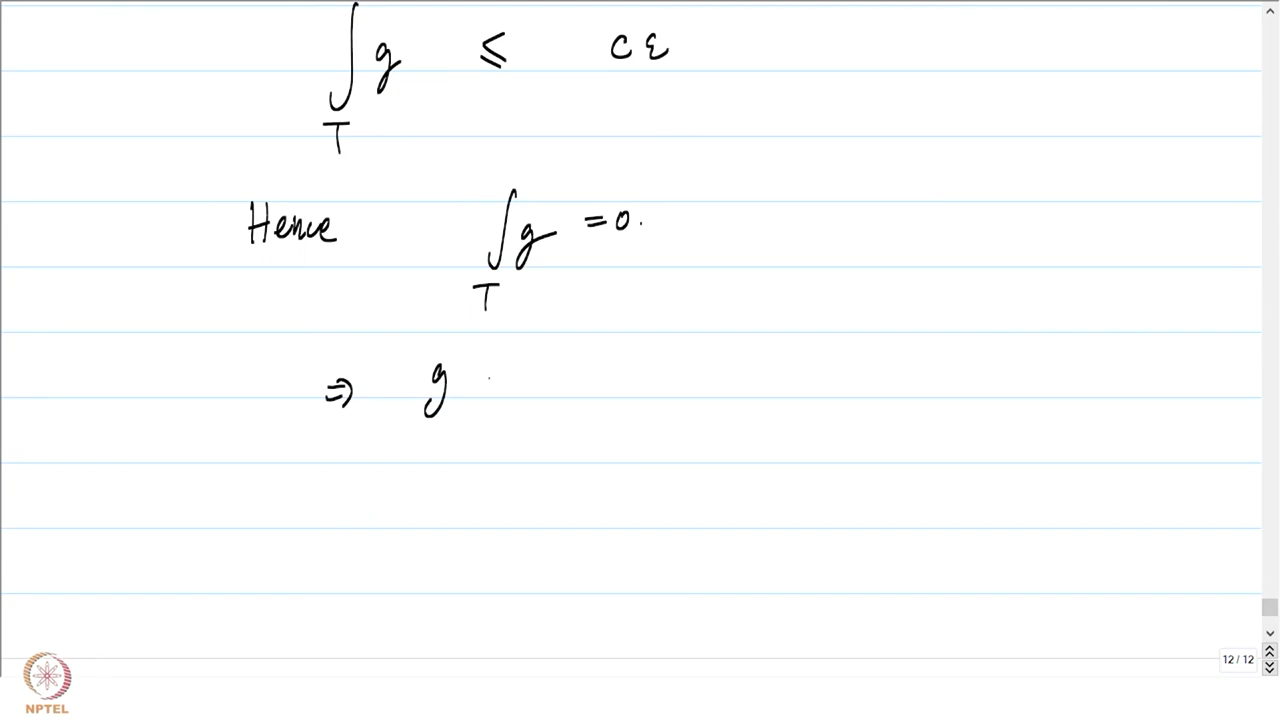 ∫_T g ≤ cε
Hence ∫_T g = 0.
⇒ g
12 / 12
NPTEL